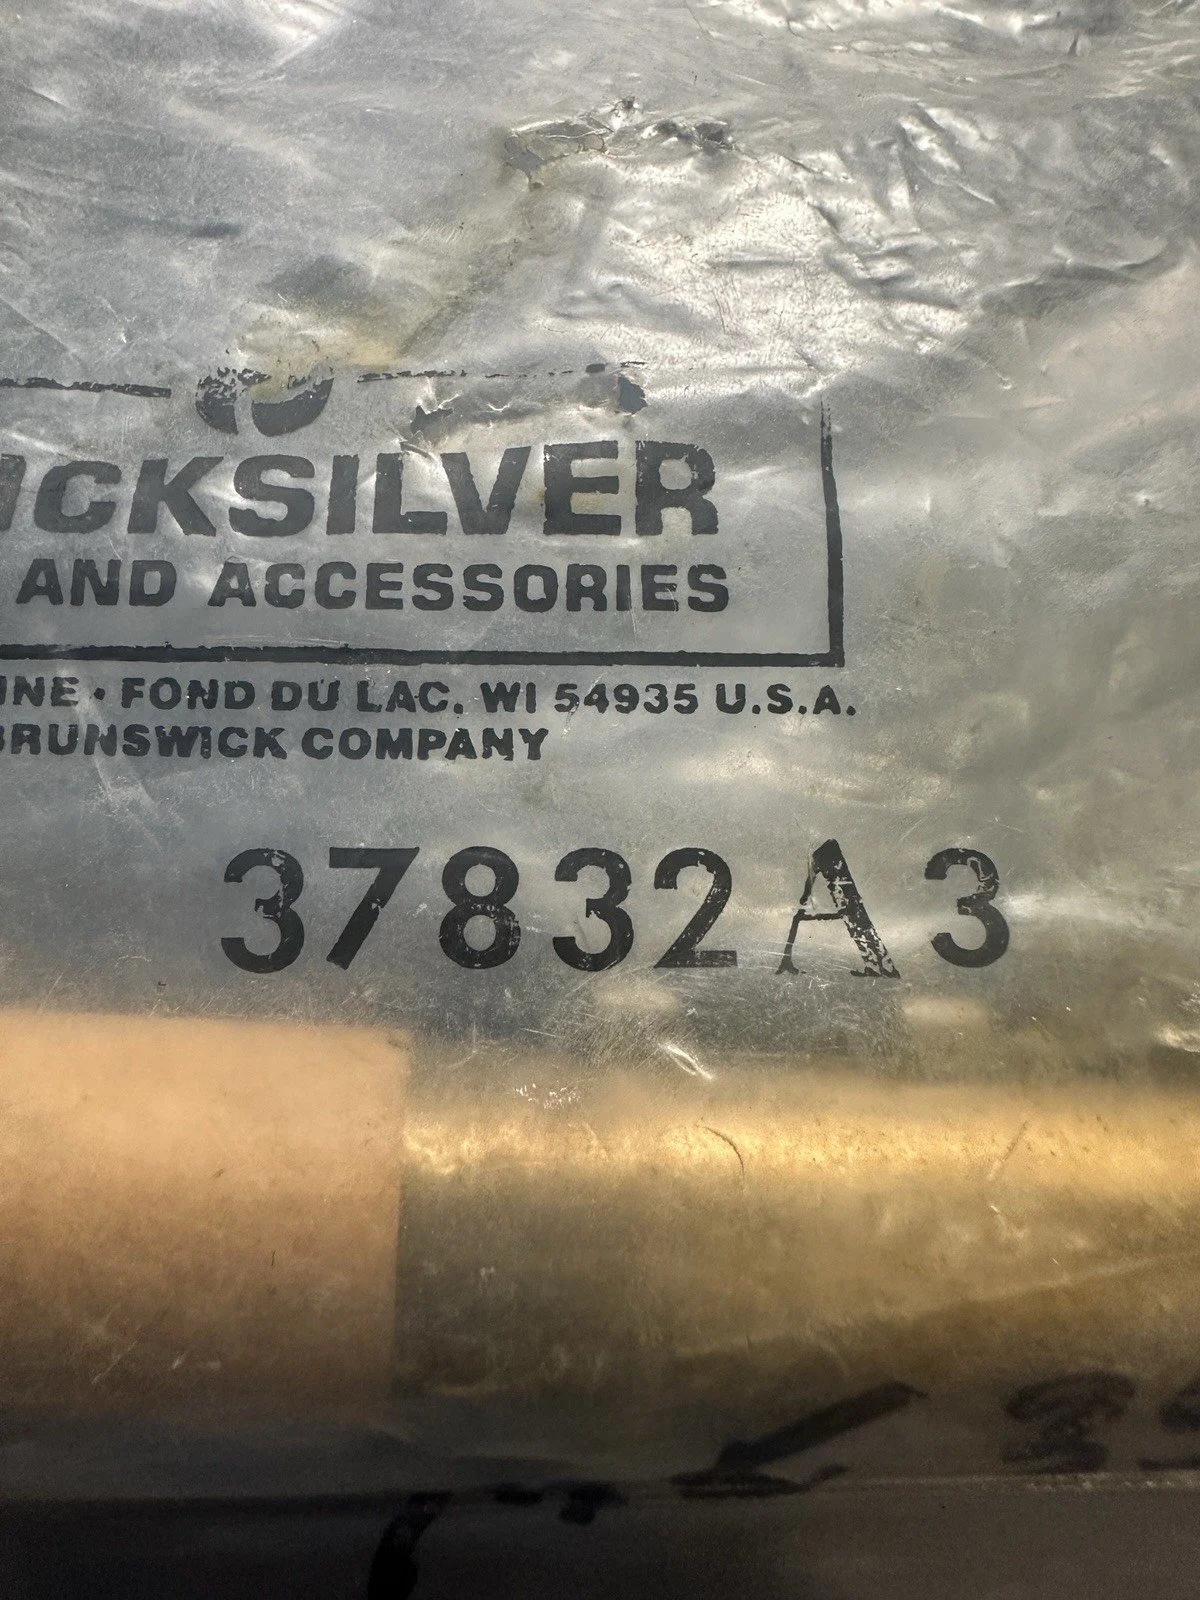 ICKSILVER
AND ACCESSORIES
INE • FOND DU LAC, WI 54935 U.S.A.
BRUNSWICK COMPANY
37832A3